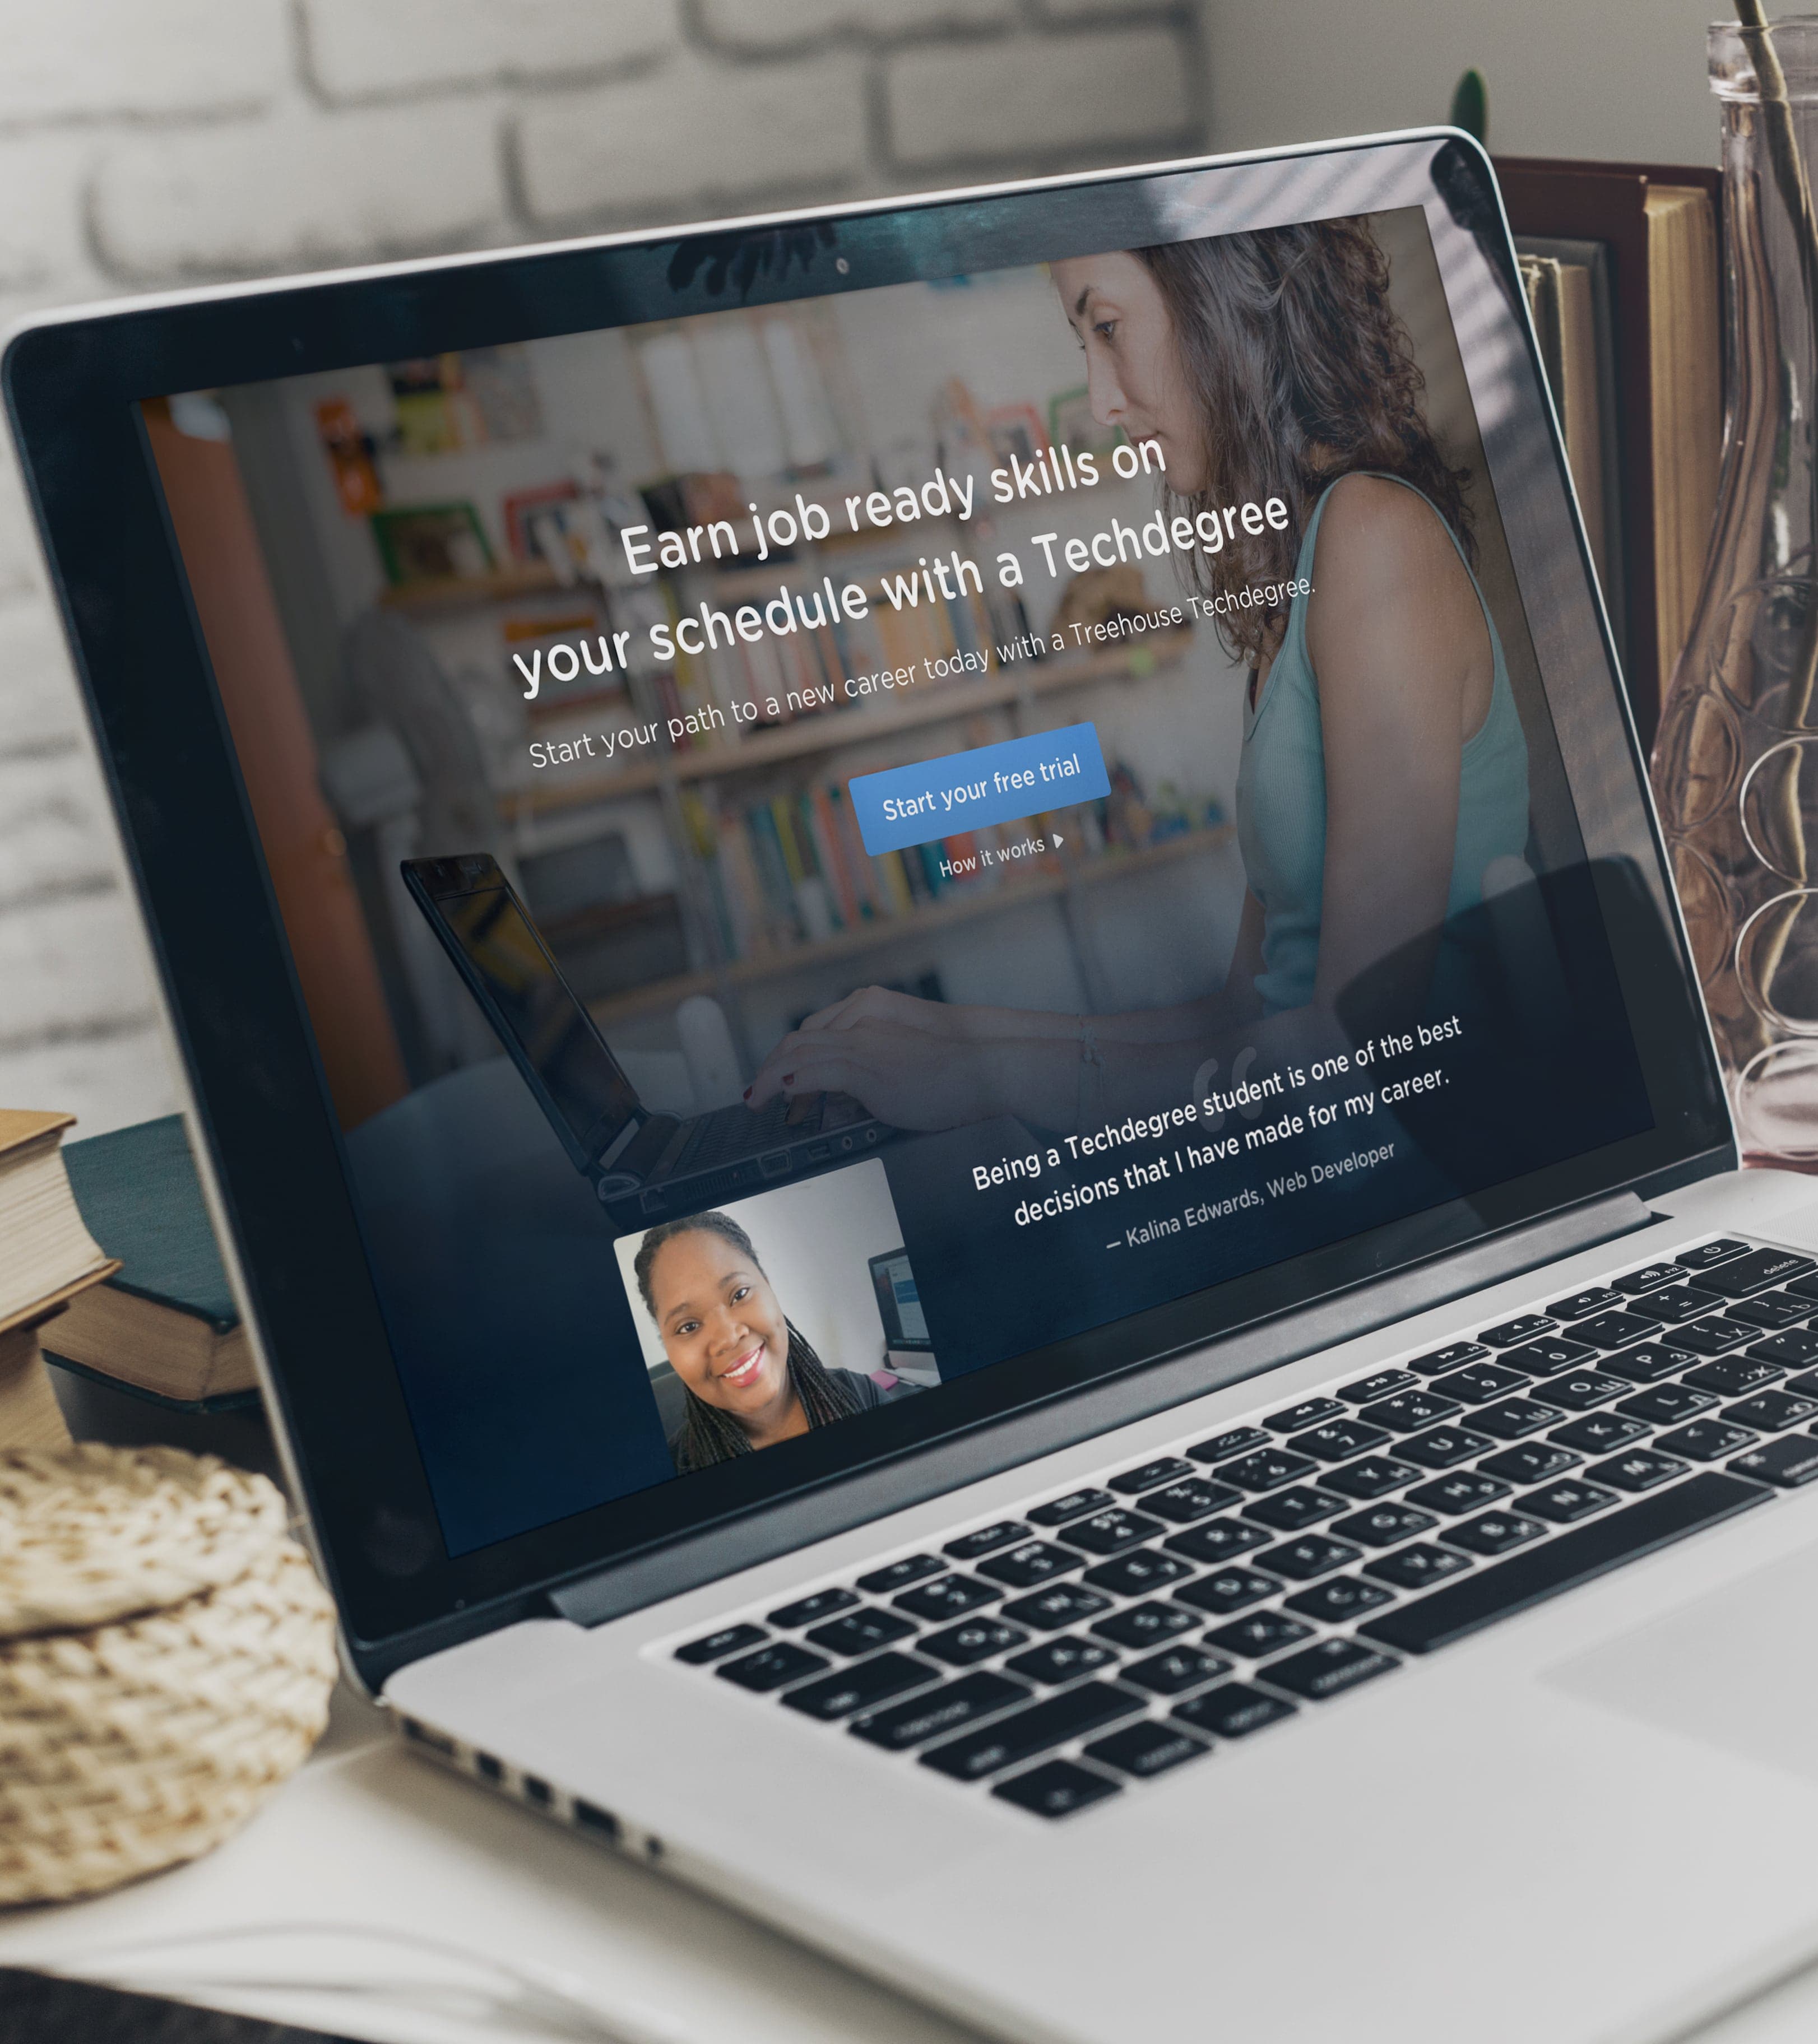 Earn job ready skills on
your schedule with a Techdegree
Start your path to a new career today with a Treehouse Techdegree.
Start your free trial
How it works
“
Being a Techdegree student is one of the best
decisions that I have made for my career.
— Kalina Edwards, Web Developer
delete